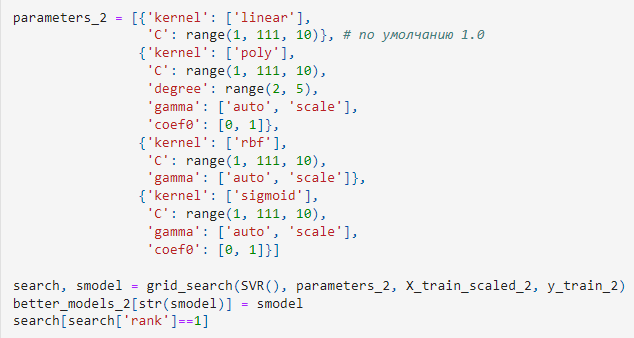 parameters_2 = [{'kernel': ['linear'],
                 'C': range(1, 111, 10)}, # по умолчанию 1.0
                {'kernel': ['poly'],
                 'C': range(1, 111, 10),
                 'degree': range(2, 5),
                 'gamma': ['auto', 'scale'],
                 'coef0': [0, 1]},
                {'kernel': ['rbf'],
                 'C': range(1, 111, 10),
                 'gamma': ['auto', 'scale']},
                {'kernel': ['sigmoid'],
                 'C': range(1, 111, 10),
                 'gamma': ['auto', 'scale'],
                 'coef0': [0, 1]}]
search, smodel = grid_search(SVR(), parameters_2, X_train_scaled_2, y_train_2)
better_models_2[str(smodel)] = smodel
search[search['rank']==1]